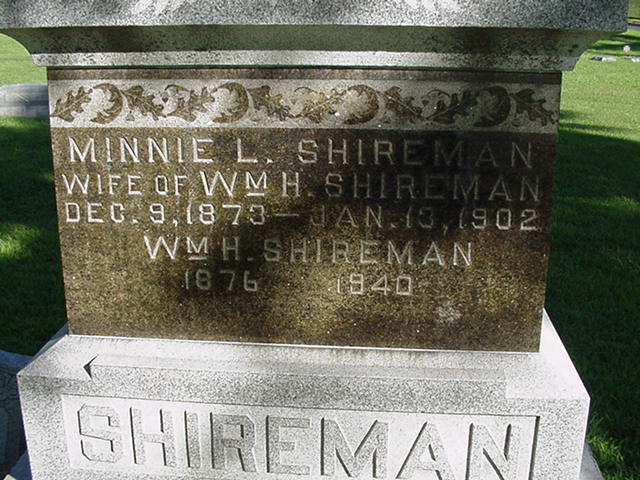 MINNIE L. SHIREMAN
WIFE OF WM H. SHIREMAN
DEC. 9, 1873 — JAN. 13, 1902
WM H. SHIREMAN
1876 1940
SHIREMAN